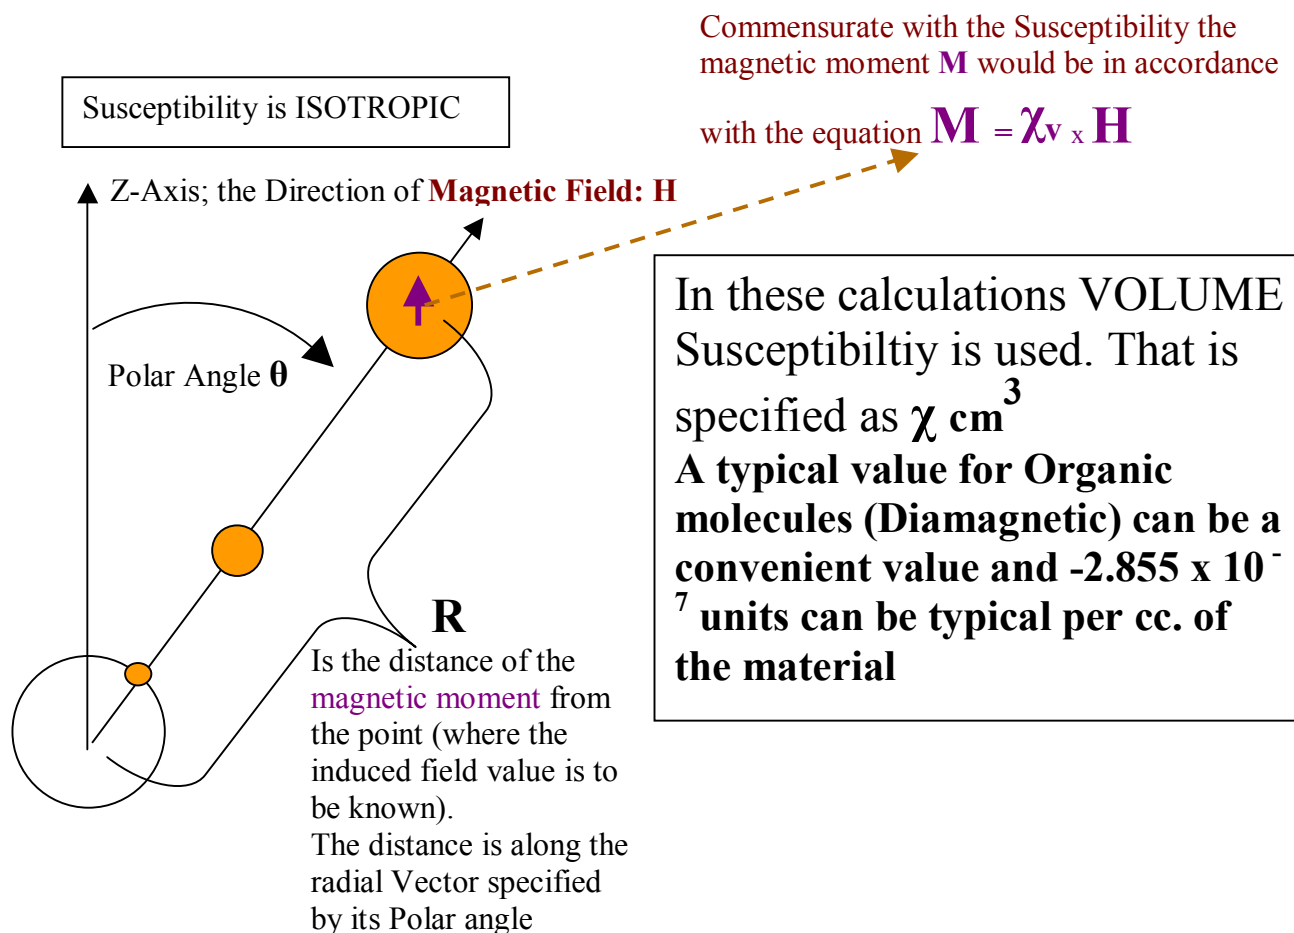 Commensurate with the Susceptibility the
magnetic moment M would be in accordance
with the equation M = χv x H
Susceptibility is ISOTROPIC
Z-Axis; the Direction of Magnetic Field: H
Polar Angle θ
In these calculations VOLUME
Susceptibiltiy is used. That is
specified as χ cm³
A typical value for Organic
molecules (Diamagnetic) can be a
convenient value and -2.855 x 10 ⁻
⁷ units can be typical per cc. of
the material
R
Is the distance of the
magnetic moment from
the point (where the
induced field value is to
be known).
The distance is along the
radial Vector specified
by its Polar angle